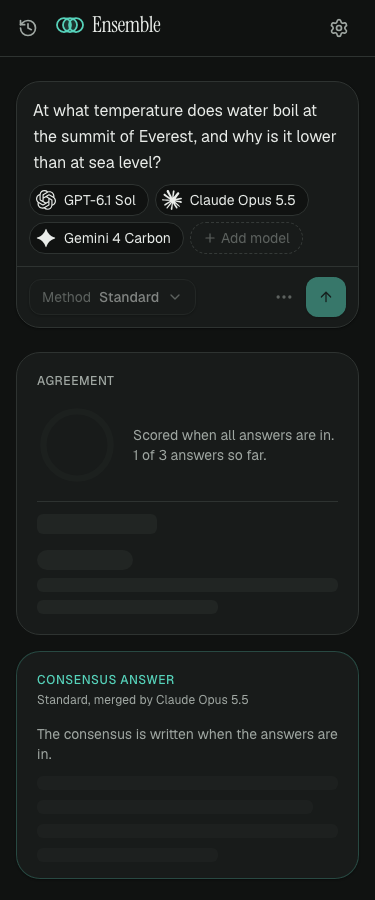 Ensemble
At what temperature does water boil at
the summit of Everest, and why is it lower
than at sea level?
GPT-6.1 Sol
Claude Opus 5.5
Gemini 4 Carbon
+ Add model
Method Standard
AGREEMENT
Scored when all answers are in.
1 of 3 answers so far.
CONSENSUS ANSWER
Standard, merged by Claude Opus 5.5
The consensus is written when the answers are
in.